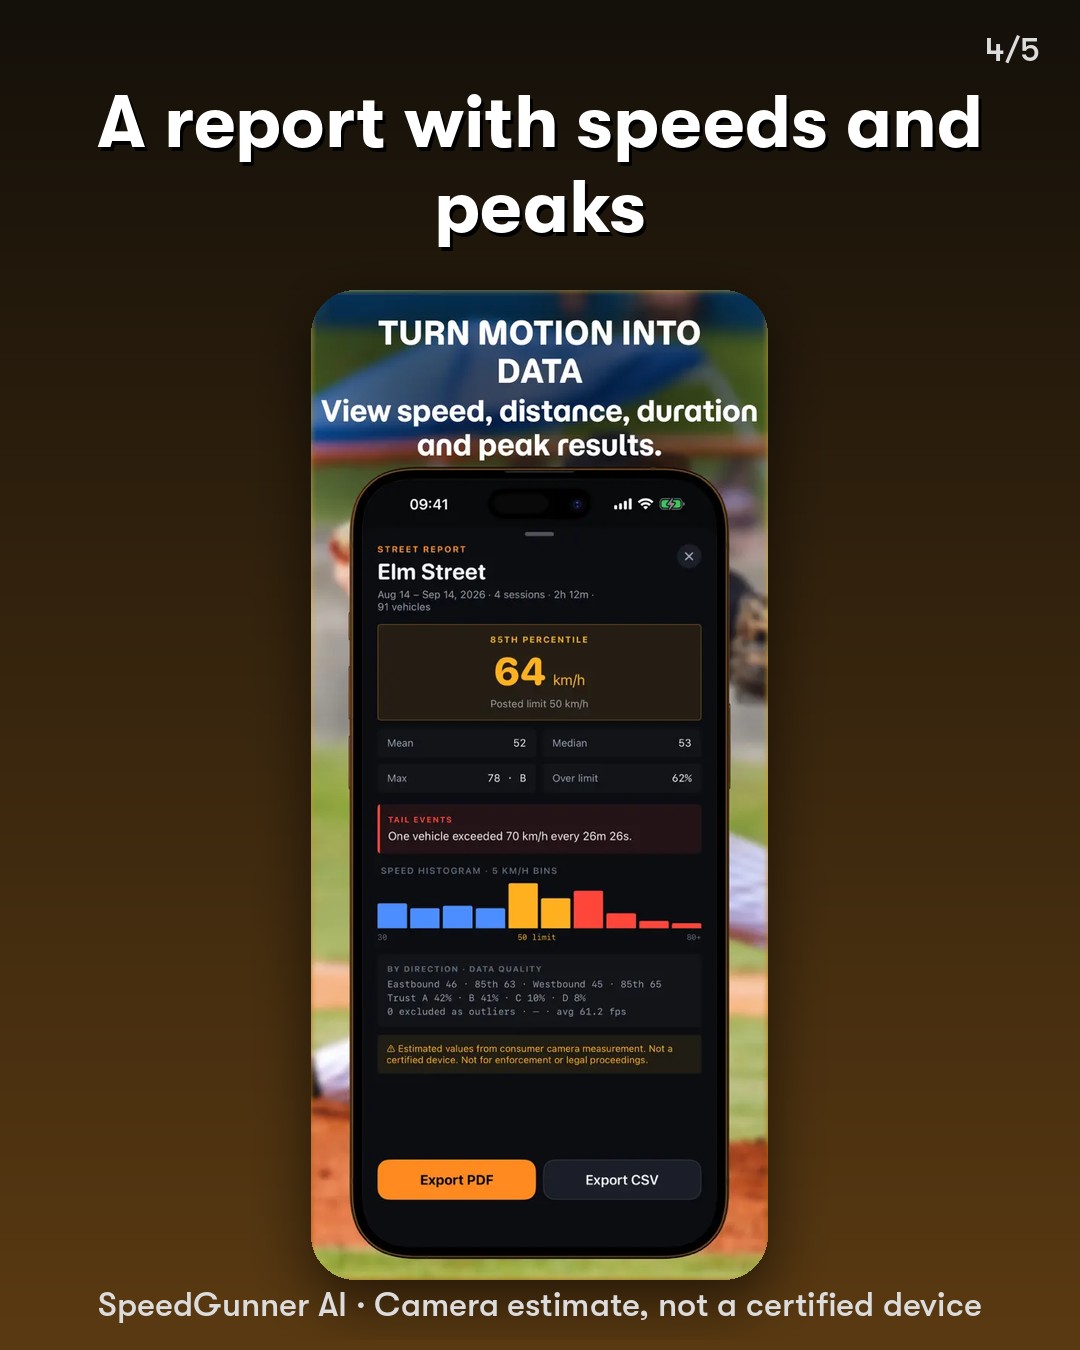 4/5
A report with speeds and
peaks
TURN MOTION INTO
DATA
View speed, distance, duration
and peak results.
09:41
STREET REPORT
Elm Street
Aug 14 – Sep 14, 2026 · 4 sessions · 2h 12m ·
91 vehicles
85TH PERCENTILE
64 km/h
Posted limit 50 km/h
Mean 52 Median 53
Max 78 · B Over limit 62%
TAIL EVENTS
One vehicle exceeded 70 km/h every 26m 26s.
SPEED HISTOGRAM · 5 KM/H BINS
30 50 limit 80+
BY DIRECTION · DATA QUALITY
Eastbound 46 · 85th 63 · Westbound 45 · 85th 65
Trust A 42% · B 41% · C 10% · D 8%
0 excluded as outliers · — · avg 61.2 fps
⚠ Estimated values from consumer camera measurement. Not a
certified device. Not for enforcement or legal proceedings.
Export PDF Export CSV
SpeedGunner AI · Camera estimate, not a certified device